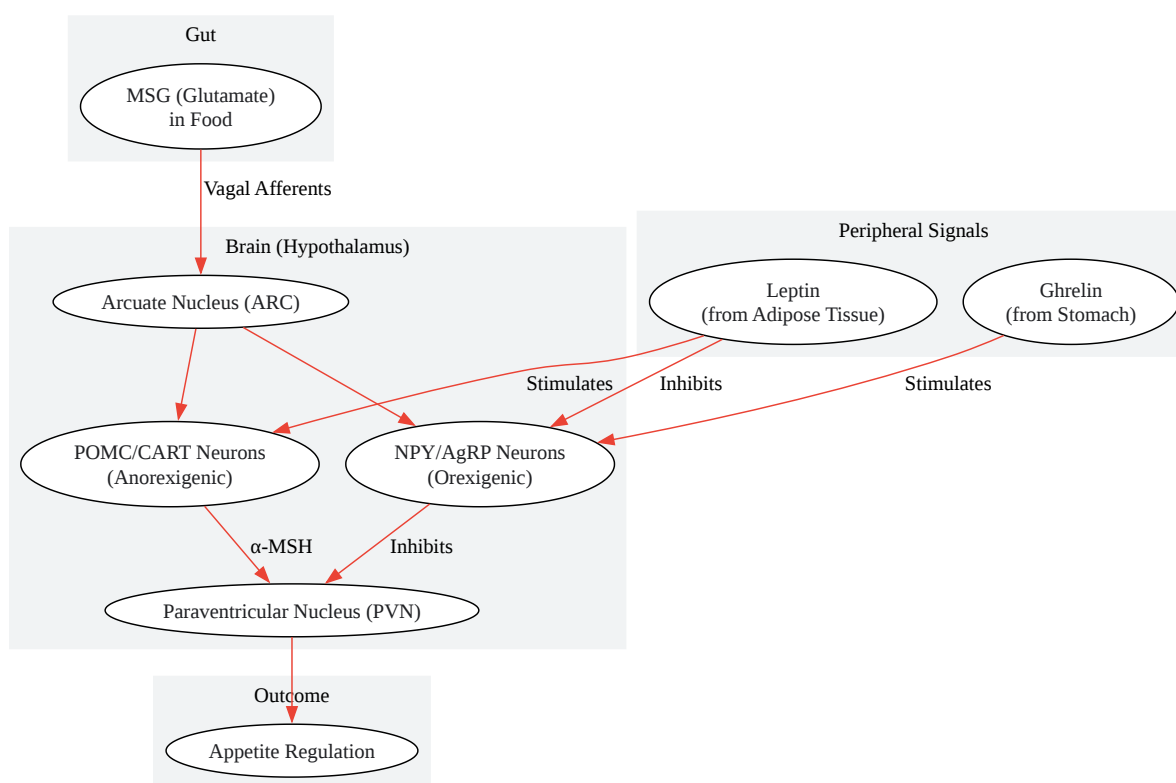 Gut
MSG (Glutamate)
in Food
Vagal Afferents
Brain (Hypothalamus)
Peripheral Signals
Arcuate Nucleus (ARC)
Leptin
(from Adipose Tissue)
Ghrelin
(from Stomach)
Stimulates
Inhibits
Stimulates
POMC/CART Neurons
(Anorexigenic)
NPY/AgRP Neurons
(Orexigenic)
α-MSH
Inhibits
Paraventricular Nucleus (PVN)
Outcome
Appetite Regulation